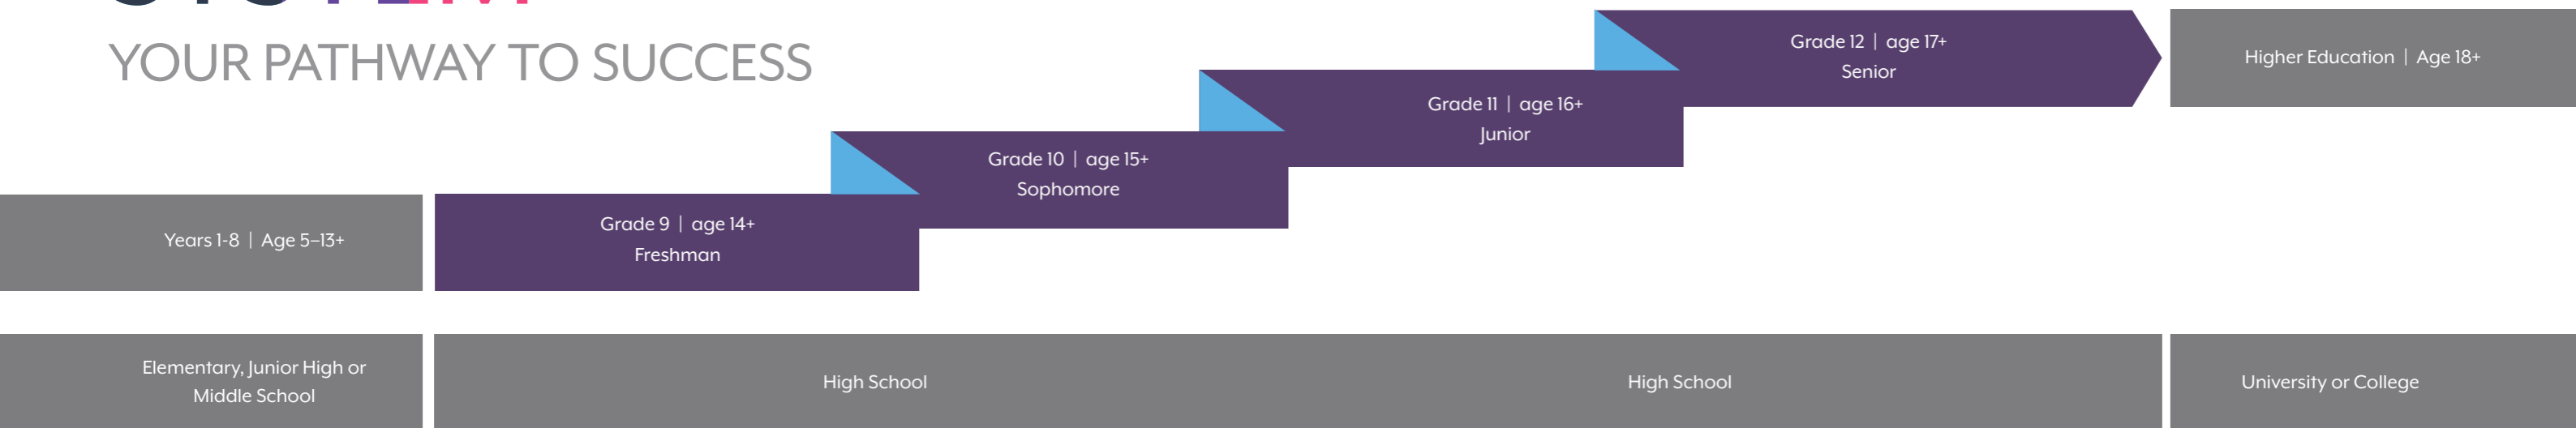 YOUR PATHWAY TO SUCCESS
Grade 12 | age 17+
Senior
Higher Education | Age 18+
Grade 11 | age 16+
Junior
Grade 10 | age 15+
Sophomore
Grade 9 | age 14+
Freshman
Years 1-8 | Age 5–13+
Elementary, Junior High or
Middle School
High School
High School
University or College